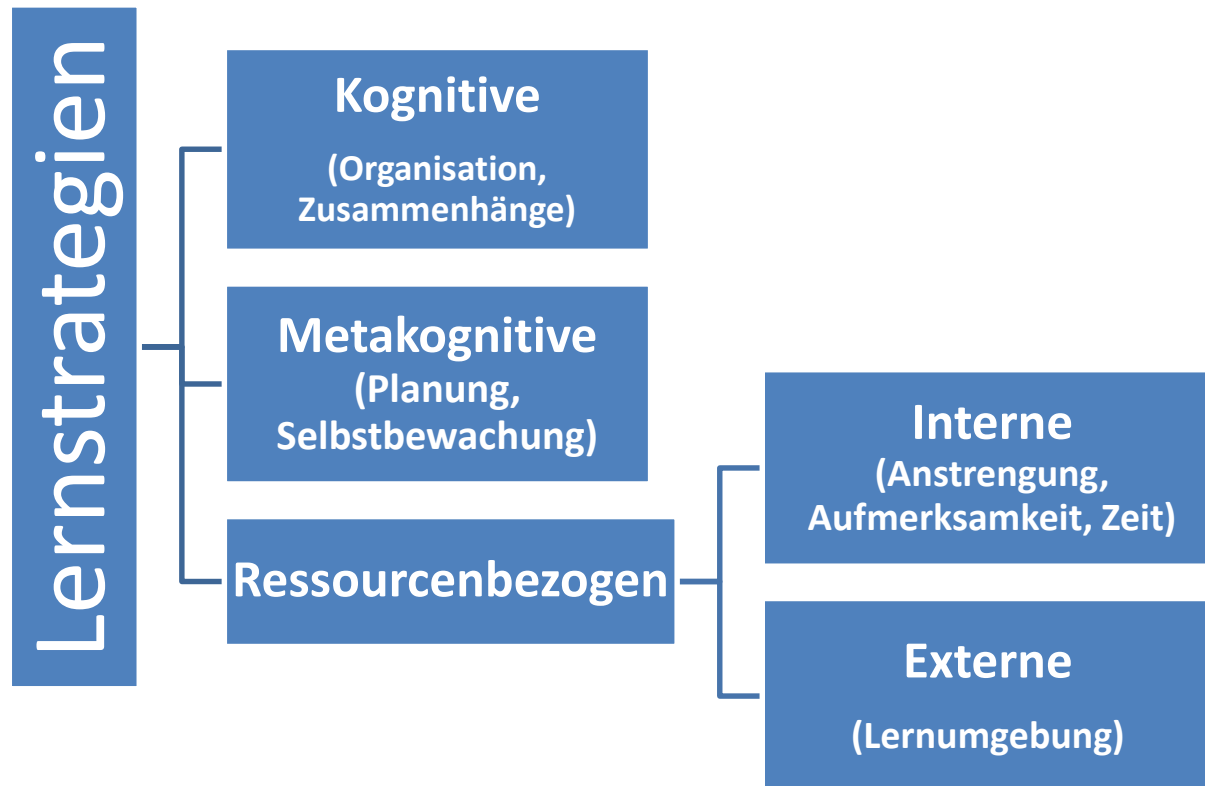 Lernstrategien
Kognitive
(Organisation,
Zusammenhänge)
Metakognitive
(Planung,
Selbstbewachung)
Ressourcenbezogen
Interne
(Anstrengung,
Aufmerksamkeit, Zeit)
Externe
(Lernumgebung)